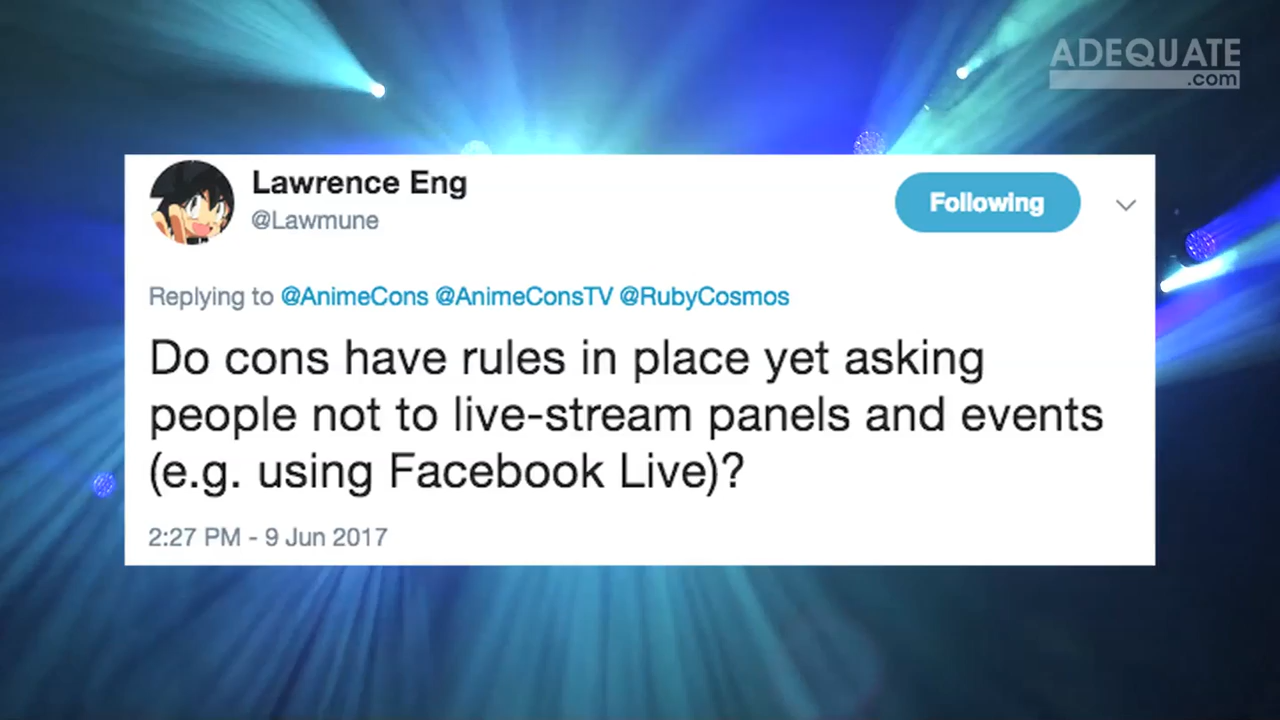 ADEQUATE
.com
Lawrence Eng
@Lawmune
Following
Replying to @AnimeCons @AnimeConsTV @RubyCosmos
Do cons have rules in place yet asking
people not to live-stream panels and events
(e.g. using Facebook Live)?
2:27 PM - 9 Jun 2017